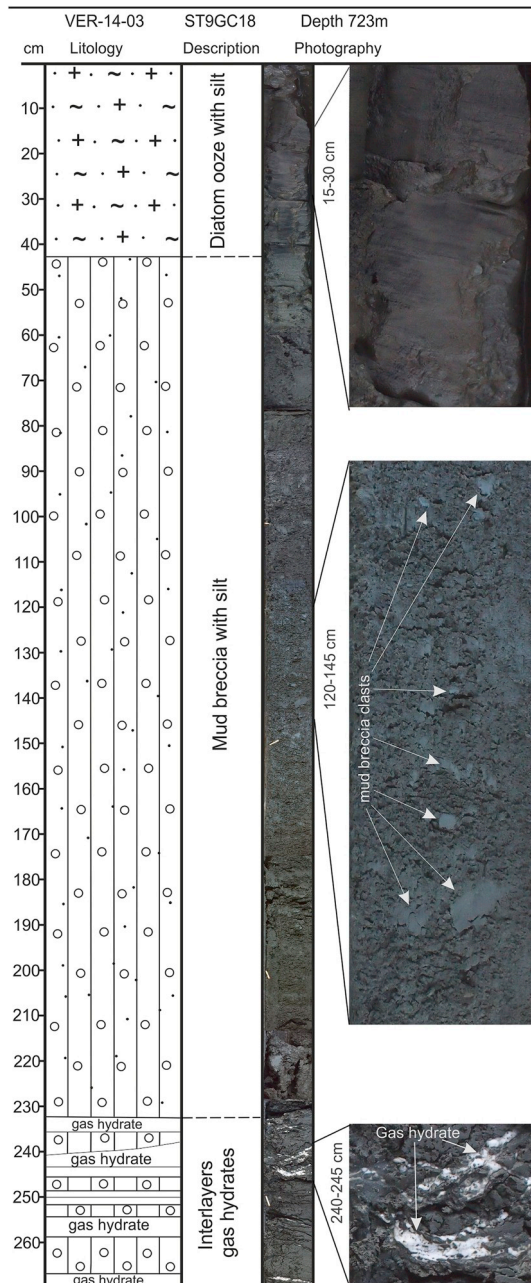 VER-14-03 ST9GC18 Depth 723m
cm Litology Description Photography
10
20
30
40
50
60
70
80
90
100
110
120
130
140
150
160
170
180
190
200
210
220
230
240
250
260
Diatom ooze with silt
Mud breccia with silt
Interlayers
gas hydrates
gas hydrate
gas hydrate
gas hydrate
gas hydrate
15-30 cm
120-145 cm
mud breccia clasts
240-245 cm
Gas hydrate